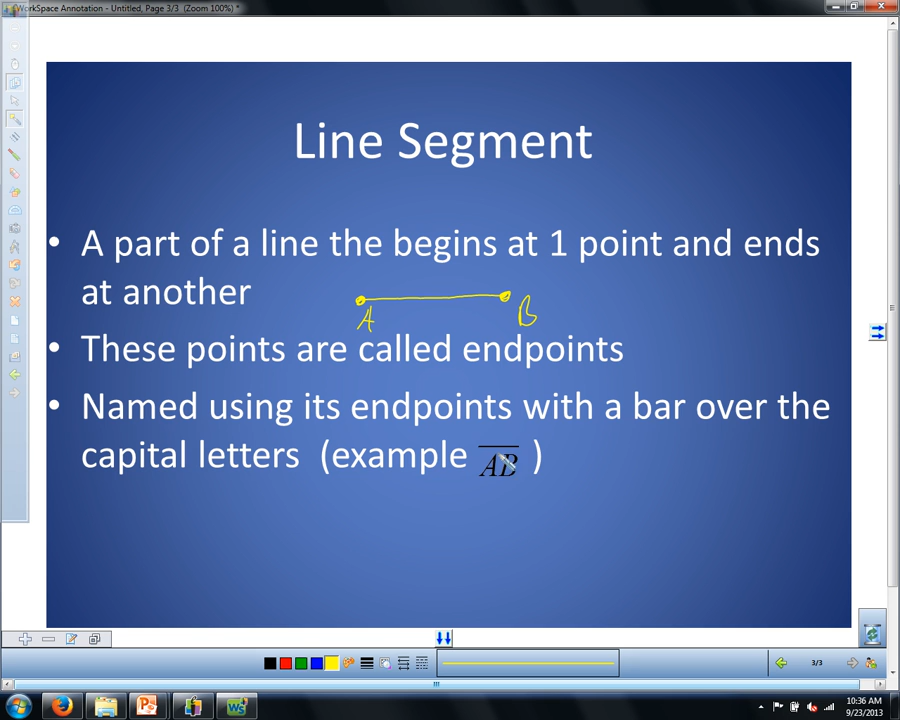 WorkSpace Annotation - Untitled, Page 3/3 (Zoom 100%) *
Line Segment
• A part of a line the begins at 1 point and ends
at another
A B
• These points are called endpoints
• Named using its endpoints with a bar over the
capital letters (example A̅B̅ )
3/3
10:36 AM
9/23/2013